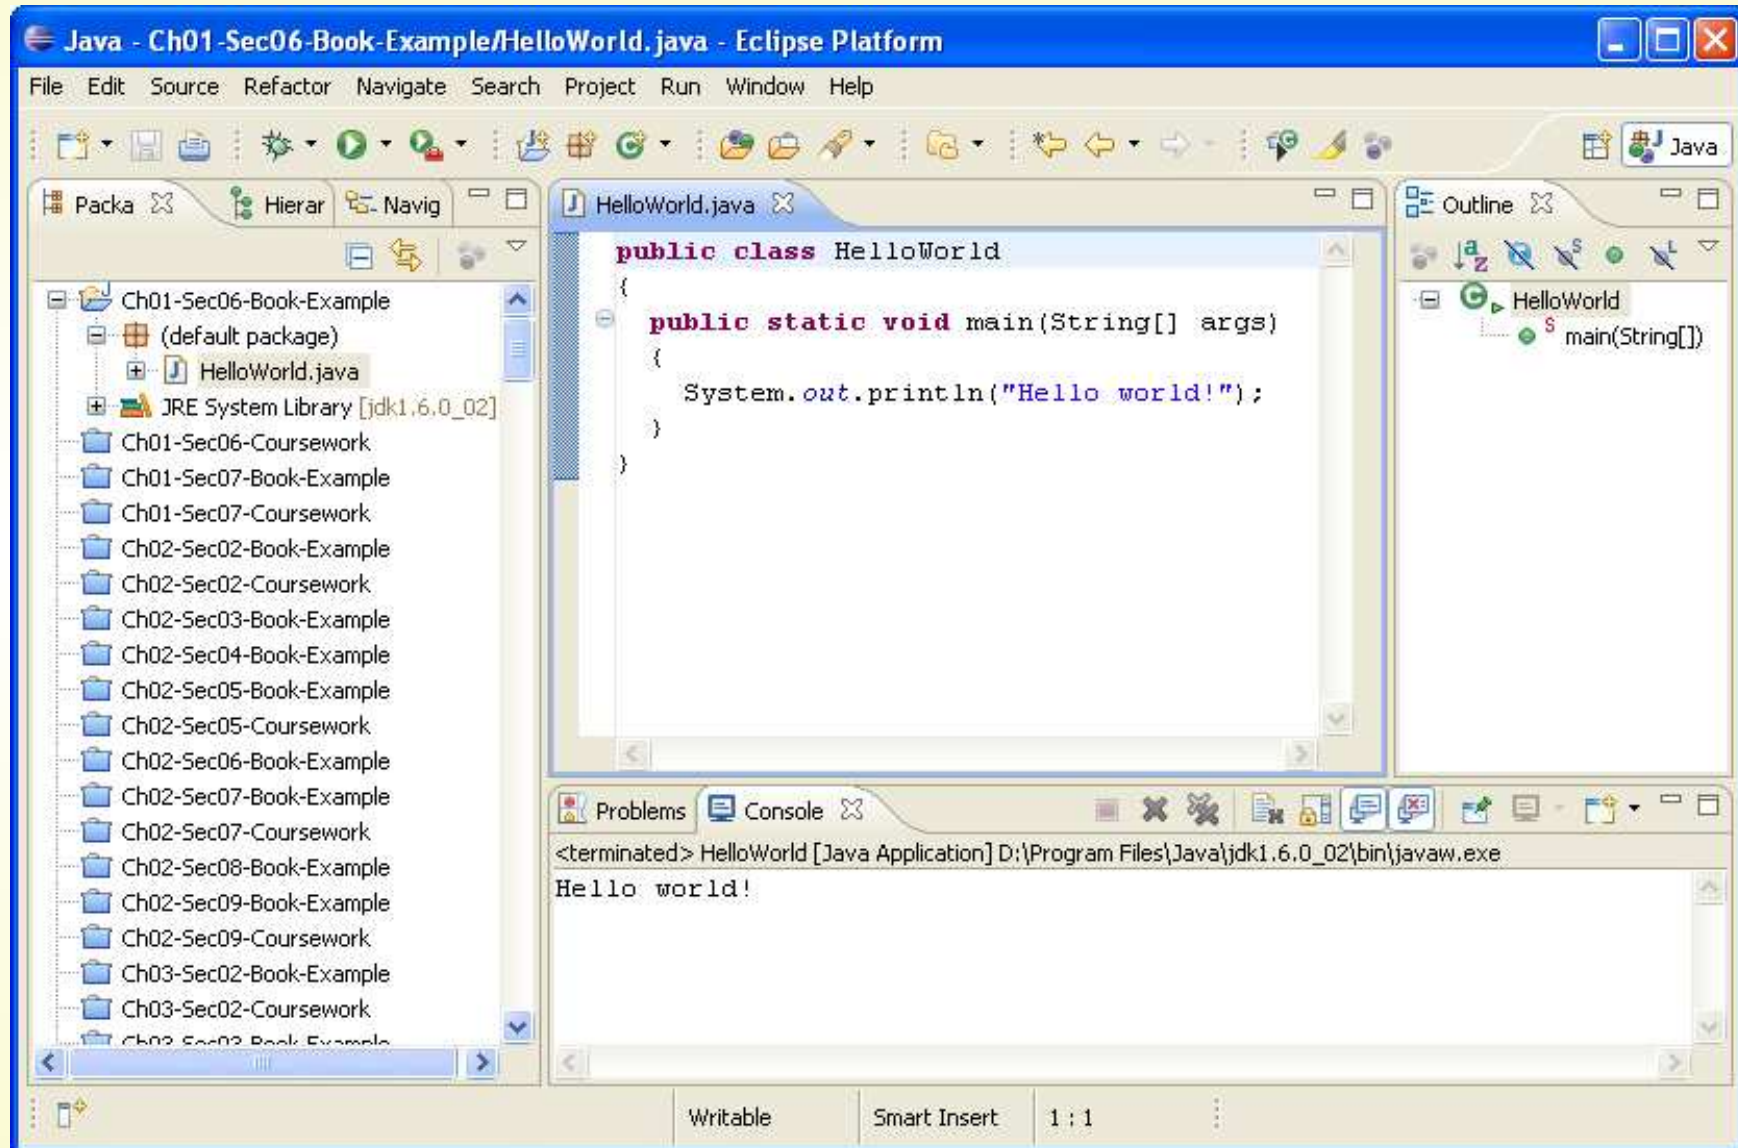 Java - Ch01-Sec06-Book-Example/HelloWorld.java - Eclipse Platform
File Edit Source Refactor Navigate Search Project Run Window Help
Java
Packa Hierar Navig
Ch01-Sec06-Book-Example
(default package)
HelloWorld.java
JRE System Library [jdk1.6.0_02]
Ch01-Sec06-Coursework
Ch01-Sec07-Book-Example
Ch01-Sec07-Coursework
Ch02-Sec02-Book-Example
Ch02-Sec02-Coursework
Ch02-Sec03-Book-Example
Ch02-Sec04-Book-Example
Ch02-Sec05-Book-Example
Ch02-Sec05-Coursework
Ch02-Sec06-Book-Example
Ch02-Sec07-Book-Example
Ch02-Sec07-Coursework
Ch02-Sec08-Book-Example
Ch02-Sec09-Book-Example
Ch02-Sec09-Coursework
Ch03-Sec02-Book-Example
Ch03-Sec02-Coursework
Ch03-Sec03-Book-Example
HelloWorld.java
public class HelloWorld
{
public static void main(String[] args)
{
System.out.println("Hello world!");
}
}
Outline
HelloWorld
main(String[])
Problems Console
<terminated> HelloWorld [Java Application] D:\Program Files\Java\jdk1.6.0_02\bin\javaw.exe
Hello world!
Writable Smart Insert 1 : 1